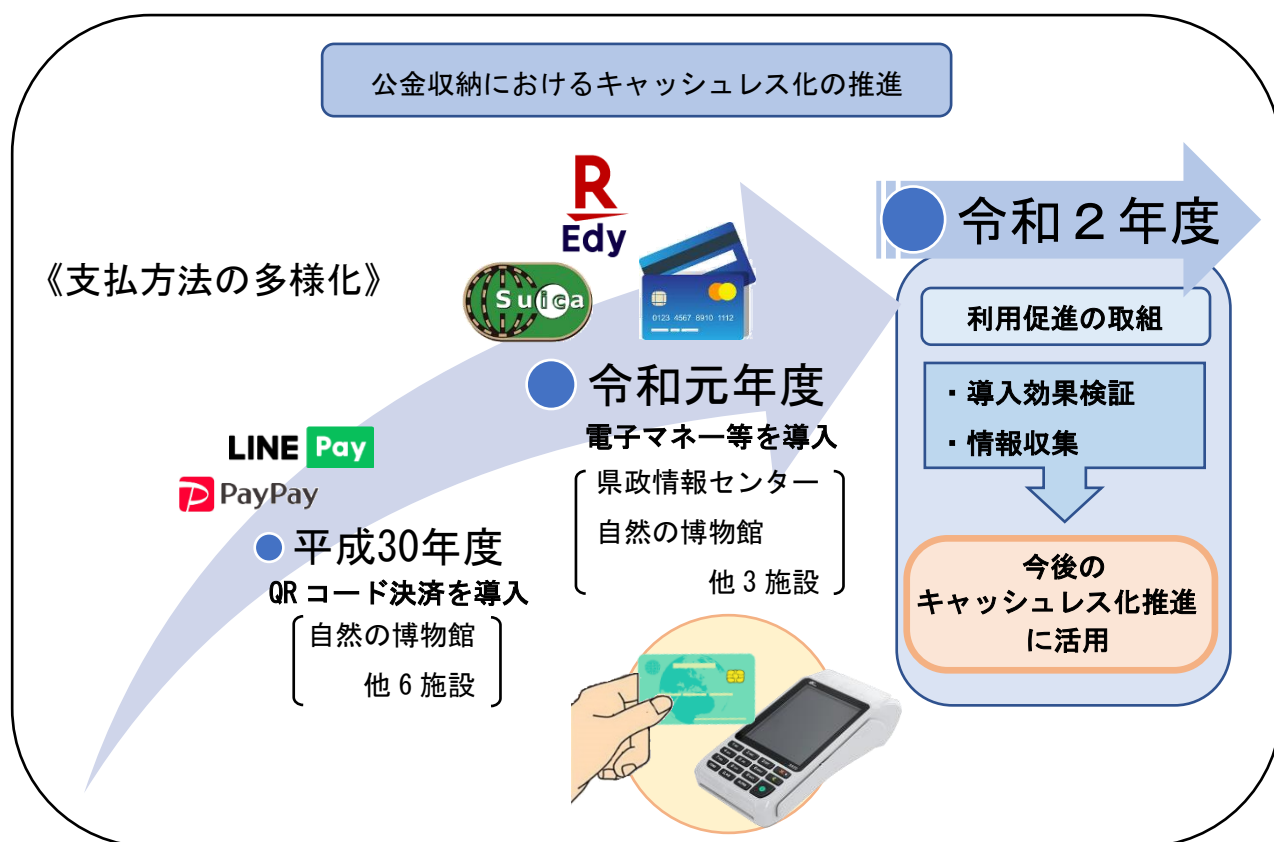 公金収納におけるキャッシュレス化の推進
《支払方法の多様化》
LINE Pay
PayPay
平成30年度
QRコード決済を導入
自然の博物館
他6施設
R
Edy
Suica
0123 4567 8910 1112
令和元年度
電子マネー等を導入
県政情報センター
自然の博物館
他3施設
令和2年度
利用促進の取組
・導入効果検証
・情報収集
今後の
キャッシュレス化推進
に活用